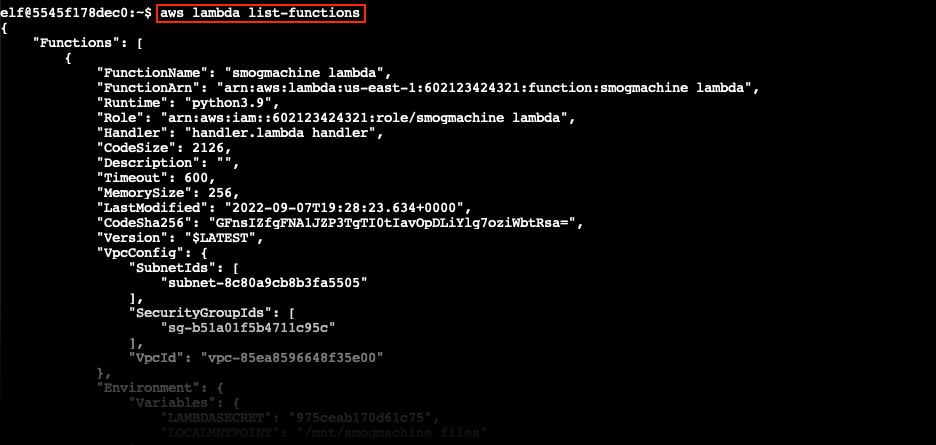 elf@5545f178dec0:~$ aws lambda list-functions
{
    "Functions": [
        {
            "FunctionName": "smogmachine lambda",
            "FunctionArn": "arn:aws:lambda:us-east-1:602123424321:function:smogmachine lambda",
            "Runtime": "python3.9",
            "Role": "arn:aws:iam::602123424321:role/smogmachine lambda",
            "Handler": "handler.lambda handler",
            "CodeSize": 2126,
            "Description": "",
            "Timeout": 600,
            "MemorySize": 256,
            "LastModified": "2022-09-07T19:28:23.634+0000",
            "CodeSha256": "GFnsIZfgFNAlJZP3TgTI0tIavOpDLiYlg7oziWbtRsa=",
            "Version": "$LATEST",
            "VpcConfig": {
                "SubnetIds": [
                    "subnet-8c80a9cb8b3fa5505"
                ],
                "SecurityGroupIds": [
                    "sg-b51a01f5b4711c95c"
                ],
                "VpcId": "vpc-85ea8596648f35e00"
            },
            "Environment": {
                "Variables": {
                    "LAMBDASECRET": "975ceab170d61c75",
                    "LOCALMNTPOINT": "/mnt/smogmachine files"